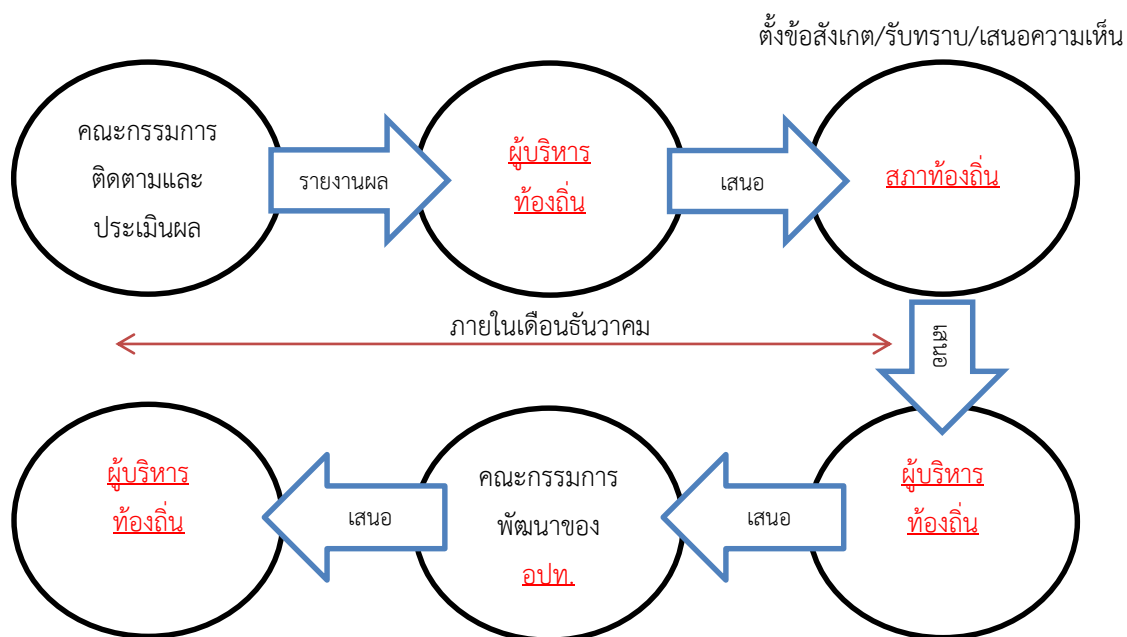 ตั้งข้อสังเกต/รับทราบ/เสนอความเห็น
คณะกรรมการ
ติดตามและ
ประเมินผล
รายงานผล
ผู้บริหาร
ท้องถิ่น
เสนอ
สภาท้องถิ่น
ภายในเดือนธันวาคม
เสนอ
ผู้บริหาร
ท้องถิ่น
เสนอ
คณะกรรมการ
พัฒนาของ
อปท.
เสนอ
ผู้บริหาร
ท้องถิ่น